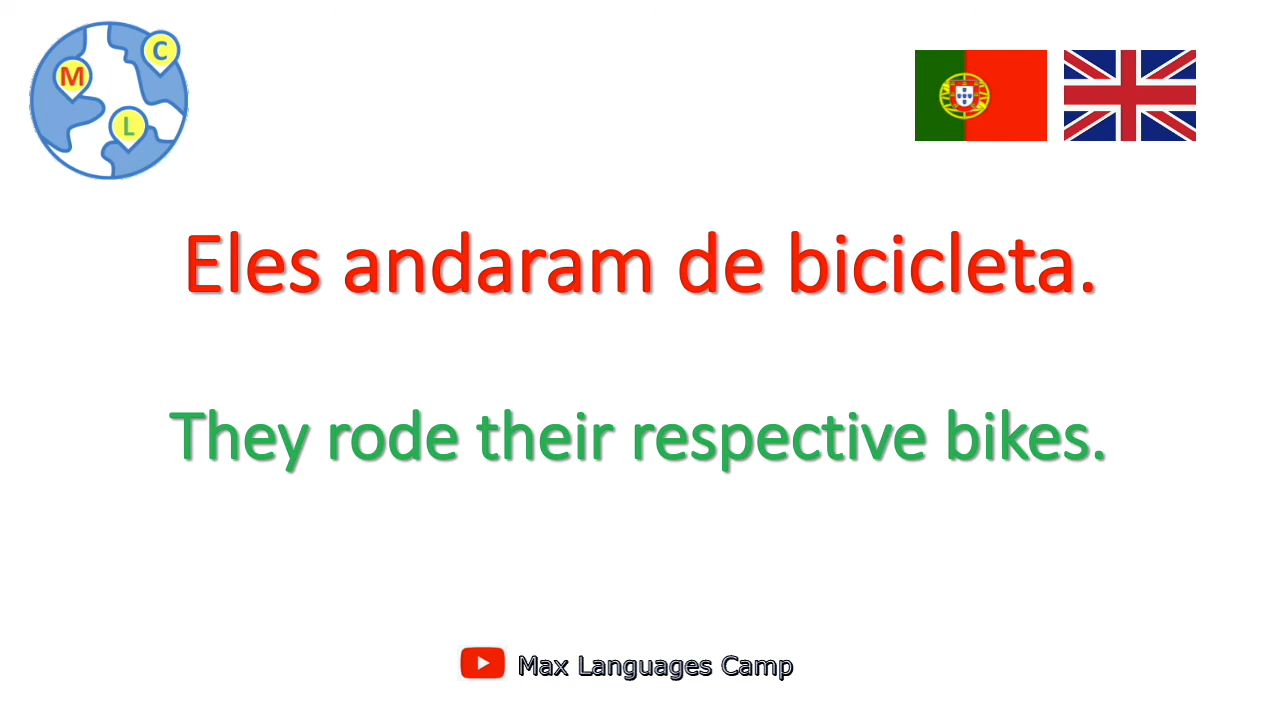 M
C
L
Eles andaram de bicicleta.
They rode their respective bikes.
Max Languages Camp